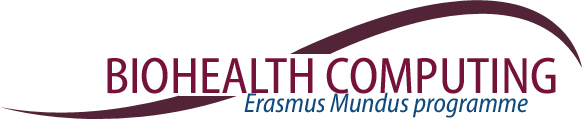 BIOHEALTH COMPUTING
Erasmus Mundus programme